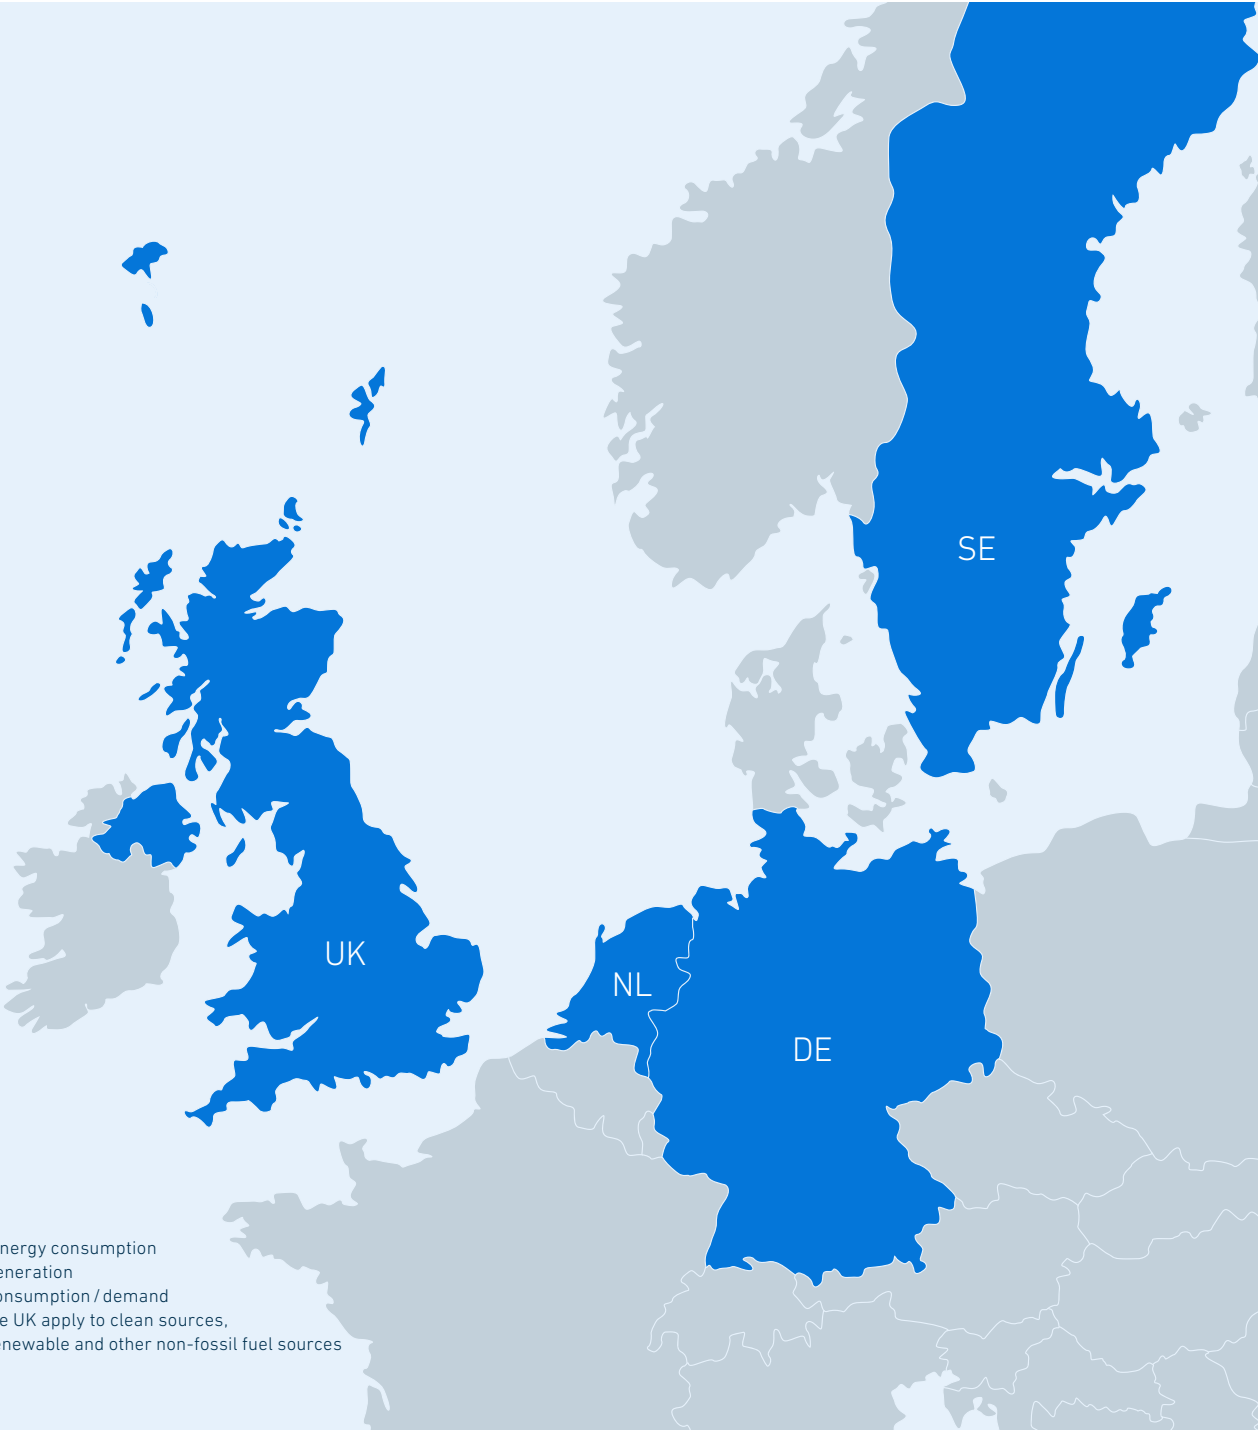 SE
UK
NL
DE
nergy consumption
eneration
onsumption / demand
e UK apply to clean sources,
enewable and other non-fossil fuel sources